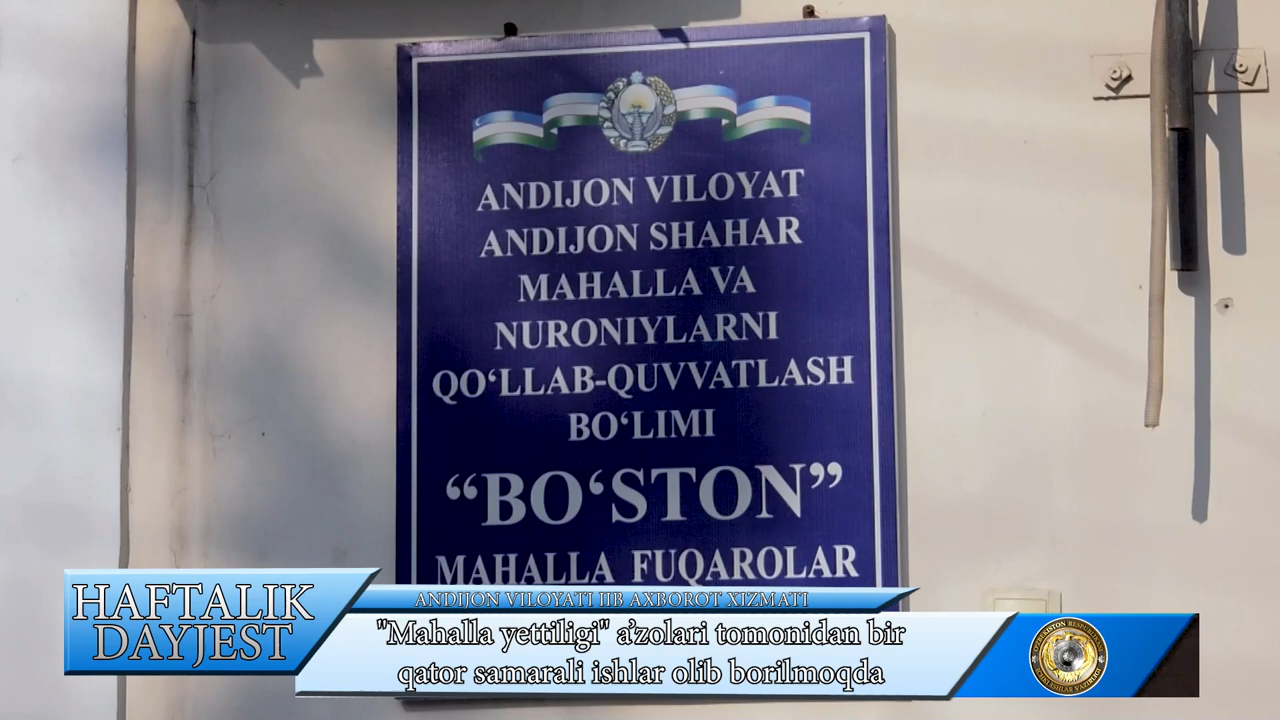 ANDIJON VILOYAT
ANDIJON SHAHAR
MAHALLA VA
NURONIYLARNI
QO‘LLAB-QUVVATLASH
BO‘LIMI
“BO‘STON”
MAHALLA FUQAROLAR
HAFTALIK
DAYJEST
ANDIJON VILOYATI IIB AXBOROT XIZMATI
"Mahalla yettiligi" a’zolari tomonidan bir
qator samarali ishlar olib borilmoqda